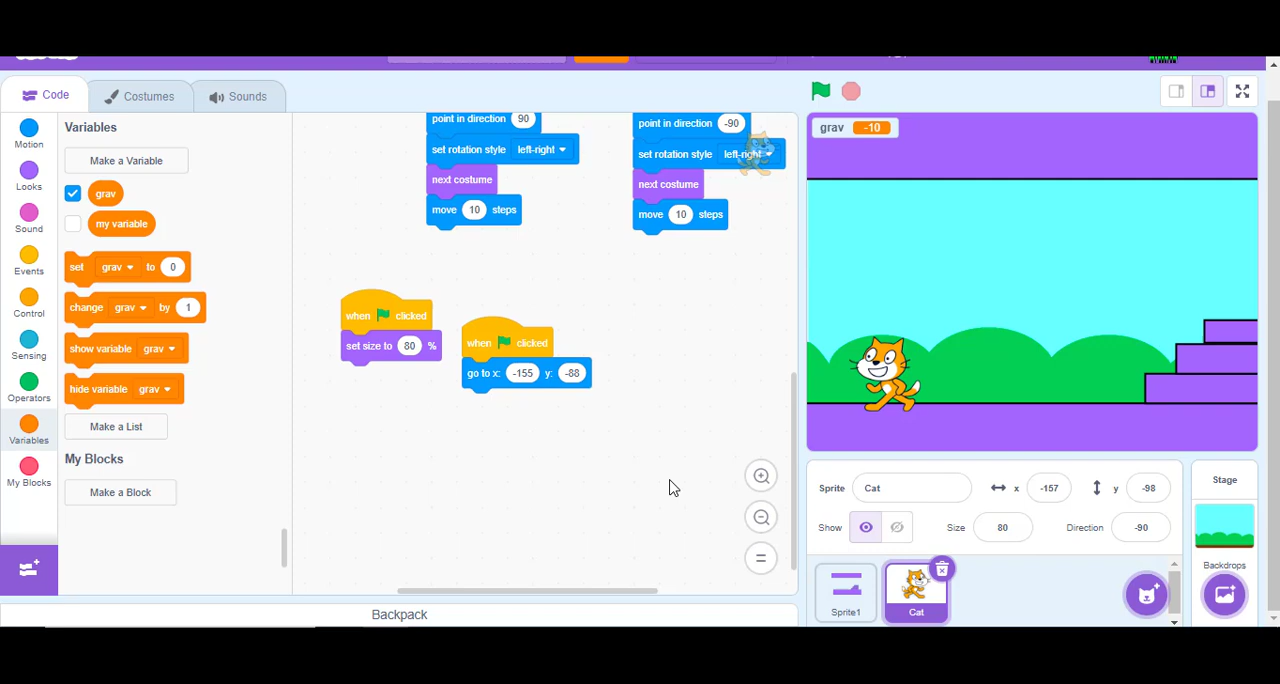 Code
Costumes
Sounds
Motion
Looks
Sound
Events
Control
Sensing
Operators
Variables
My Blocks
Variables
Make a Variable
grav
my variable
set grav to 0
change grav by 1
show variable grav
hide variable grav
Make a List
My Blocks
Make a Block
point in direction 90
set rotation style left-right
next costume
move 10 steps
point in direction -90
set rotation style left-right
next costume
move 10 steps
when clicked
set size to 80 %
when clicked
go to x: -155 y: -88
Backpack
grav -10
Sprite Cat x -157 y -98
Show Size 80 Direction -90
Sprite1
Cat
Stage
Backdrops